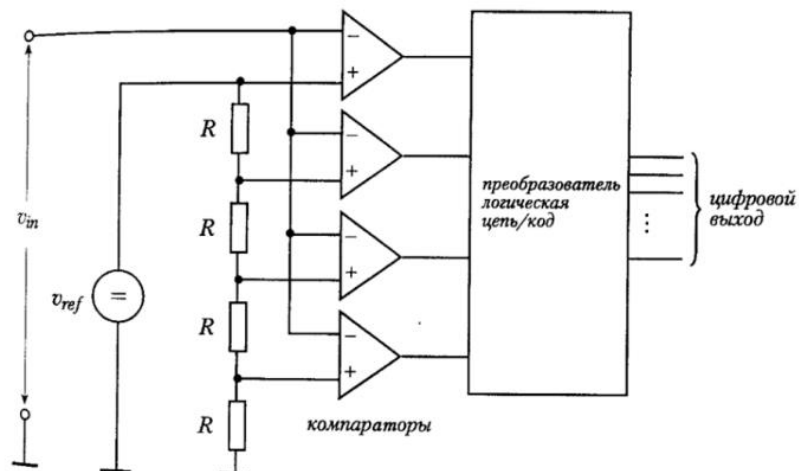 −
+
R
−
+
преобразователь
логическая
цепь/код
цифровой
выход
v_in
R
−
+
v_ref
=
R
−
+
R
компараторы